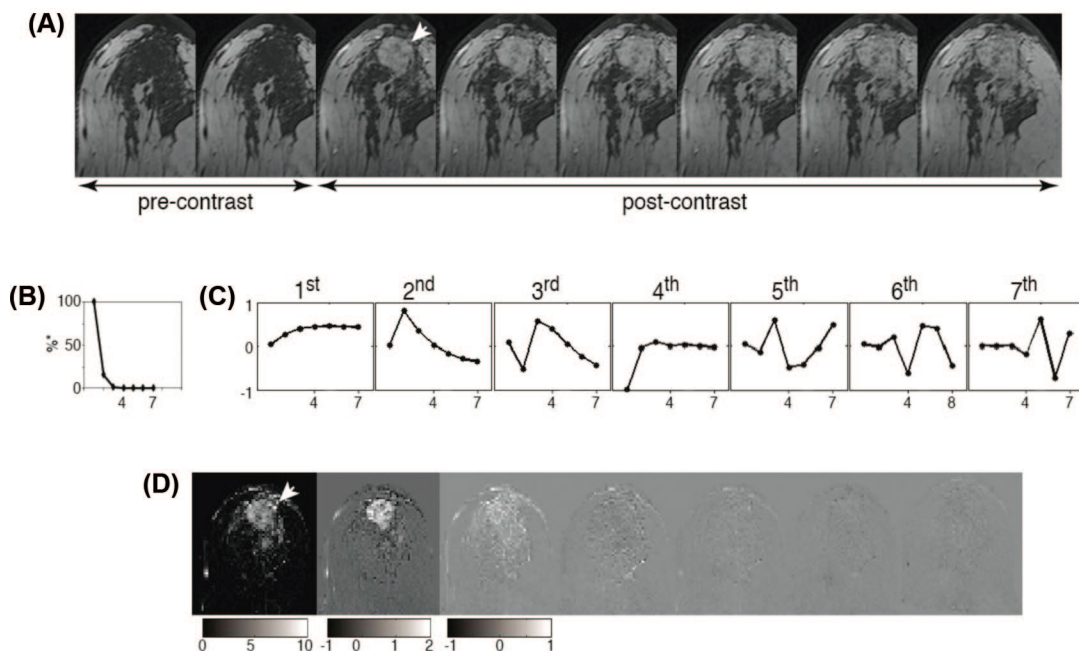 (A)
pre-contrast
post-contrast
(B)
100
50
0
%*
4 7
(C)
1st 2nd 3rd 4th 5th 6th 7th
1
0
-1
4 7 4 7 4 7 4 7 4 7 4 8 4 7
(D)
0 5 10 -1 0 1 2 -1 0 1